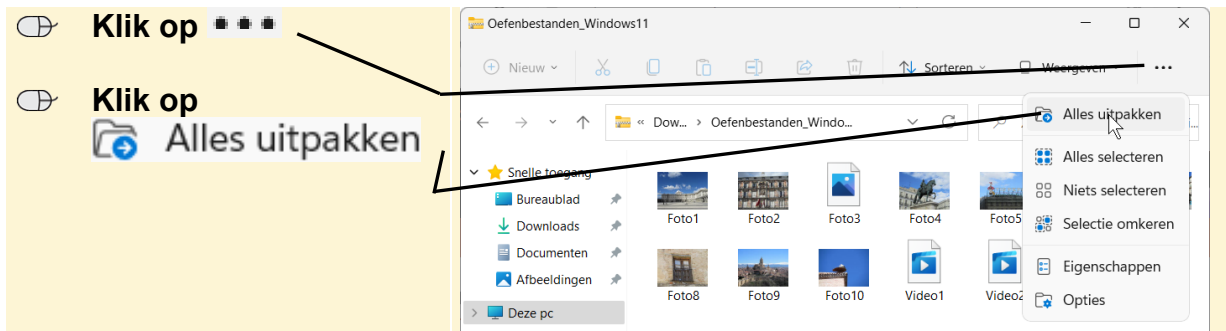 Klik op
Klik op
Alles uitpakken
Oefenbestanden_Windows11
Nieuw
Sorteren
Weergeven
« Dow... > Oefenbestanden_Windo...
Alles uitpakken
Alles selecteren
Niets selecteren
Selectie omkeren
Eigenschappen
Opties
Snelle toegang
Bureaublad
Downloads
Documenten
Afbeeldingen
Deze pc
Foto1 Foto2 Foto3 Foto4 Foto5
Foto8 Foto9 Foto10 Video1 Video2